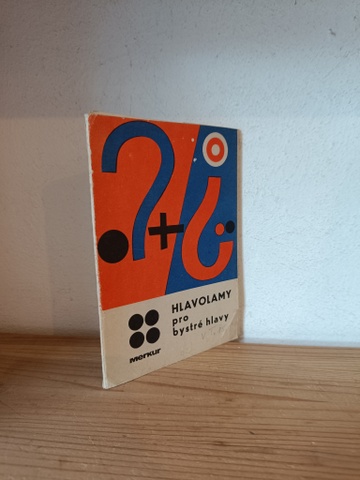 ?+¿
HLAVOLAMY
pro
bystré hlavy
merkur